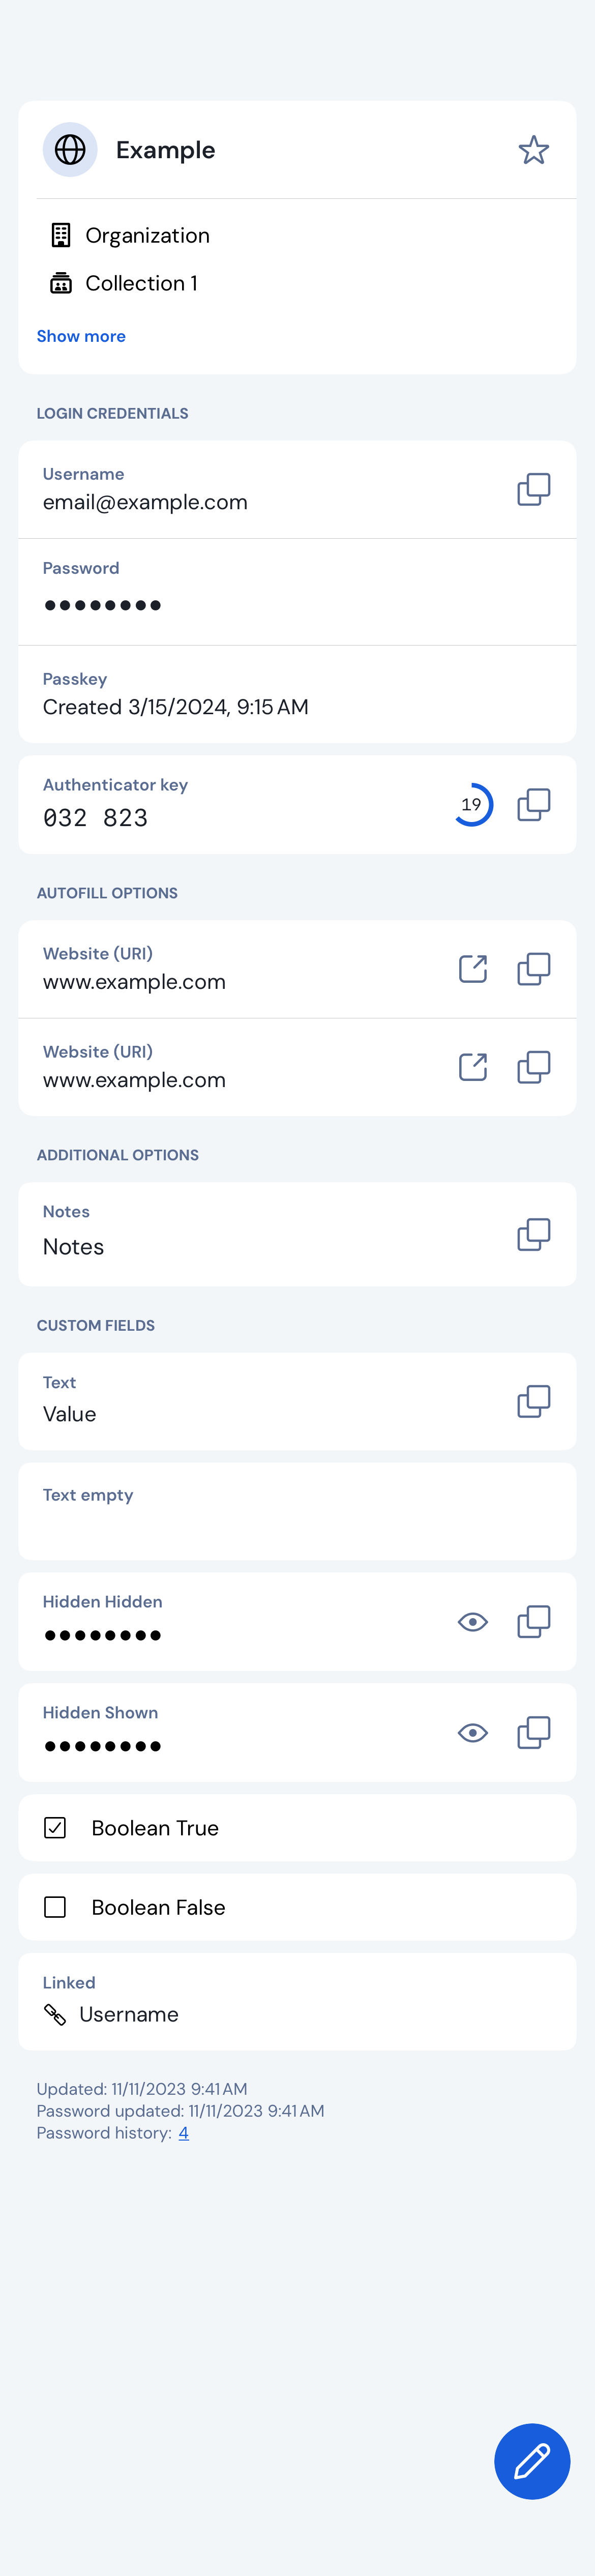 Example
Organization
Collection 1
Show more
LOGIN CREDENTIALS
Username
email@example.com
Password
●●●●●●●●
Passkey
Created 3/15/2024, 9:15 AM
Authenticator key
032 823
19
AUTOFILL OPTIONS
Website (URI)
www.example.com
Website (URI)
www.example.com
ADDITIONAL OPTIONS
Notes
Notes
CUSTOM FIELDS
Text
Value
Text empty
Hidden Hidden
●●●●●●●●
Hidden Shown
●●●●●●●●
Boolean True
Boolean False
Linked
Username
Updated: 11/11/2023 9:41 AM
Password updated: 11/11/2023 9:41 AM
Password history: 4